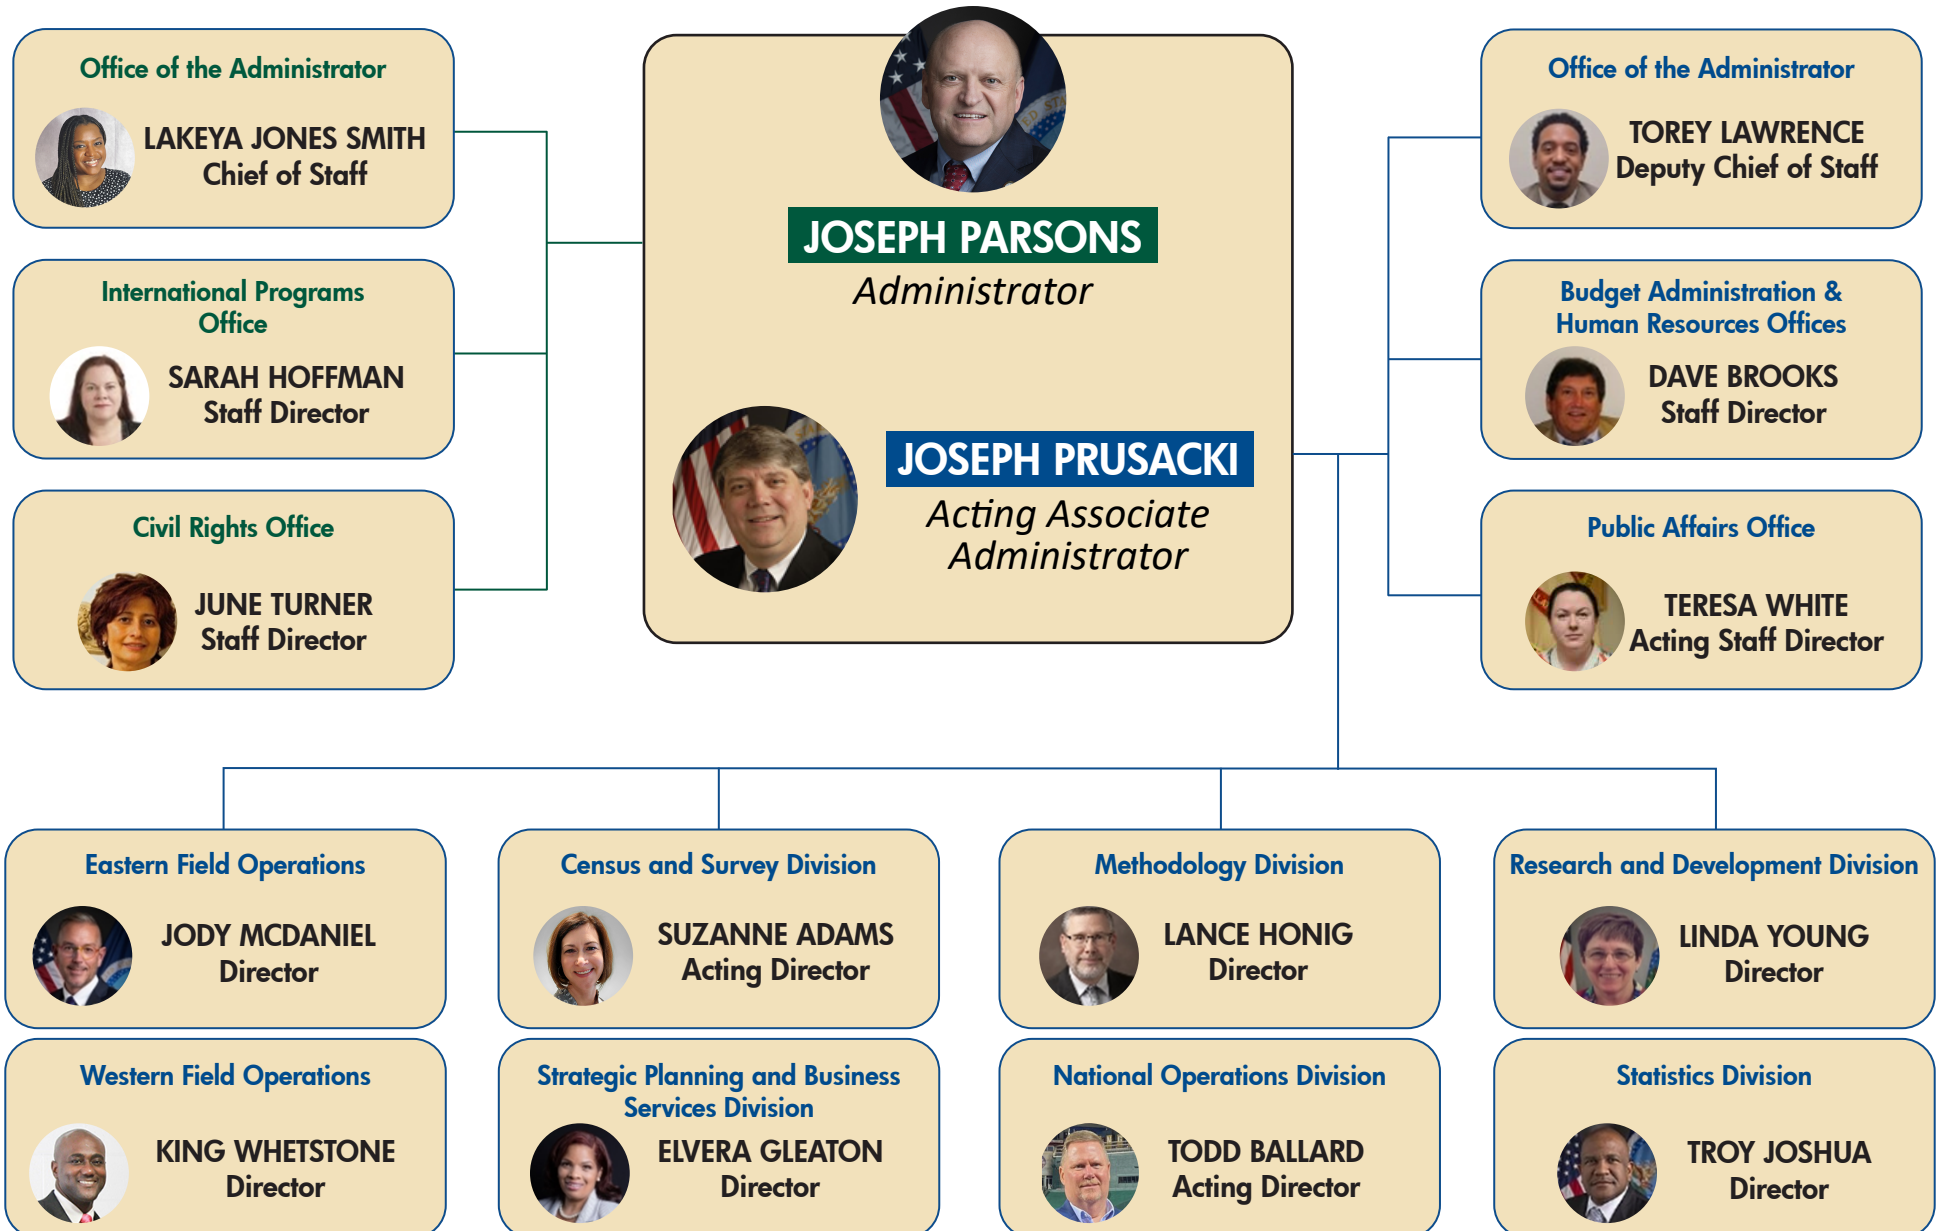 Office of the Administrator
LAKEYA JONES SMITH
Chief of Staff
International Programs
Office
SARAH HOFFMAN
Staff Director
Civil Rights Office
JUNE TURNER
Staff Director
JOSEPH PARSONS
Administrator
JOSEPH PRUSACKI
Acting Associate
Administrator
Office of the Administrator
TOREY LAWRENCE
Deputy Chief of Staff
Budget Administration &
Human Resources Offices
DAVE BROOKS
Staff Director
Public Affairs Office
TERESA WHITE
Acting Staff Director
Eastern Field Operations
JODY MCDANIEL
Director
Census and Survey Division
SUZANNE ADAMS
Acting Director
Methodology Division
LANCE HONIG
Director
Research and Development Division
LINDA YOUNG
Director
Western Field Operations
KING WHETSTONE
Director
Strategic Planning and Business
Services Division
ELVERA GLEATON
Director
National Operations Division
TODD BALLARD
Acting Director
Statistics Division
TROY JOSHUA
Director